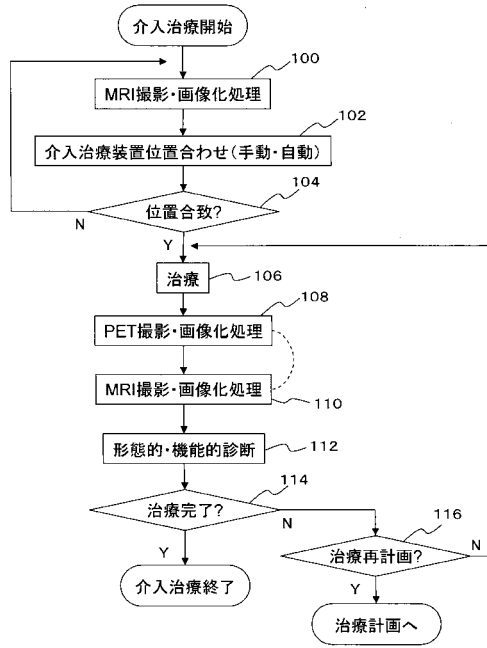 介入治療開始
100
MRI撮影・画像化処理
102
介入治療装置位置合わせ(手動・自動)
104
位置合致?
N
Y
治療
106
108
PET撮影・画像化処理
MRI撮影・画像化処理
110
形態的・機能的診断
112
114
治療完了?
N
116
治療再計画?
N
Y
Y
介入治療終了
治療計画へ